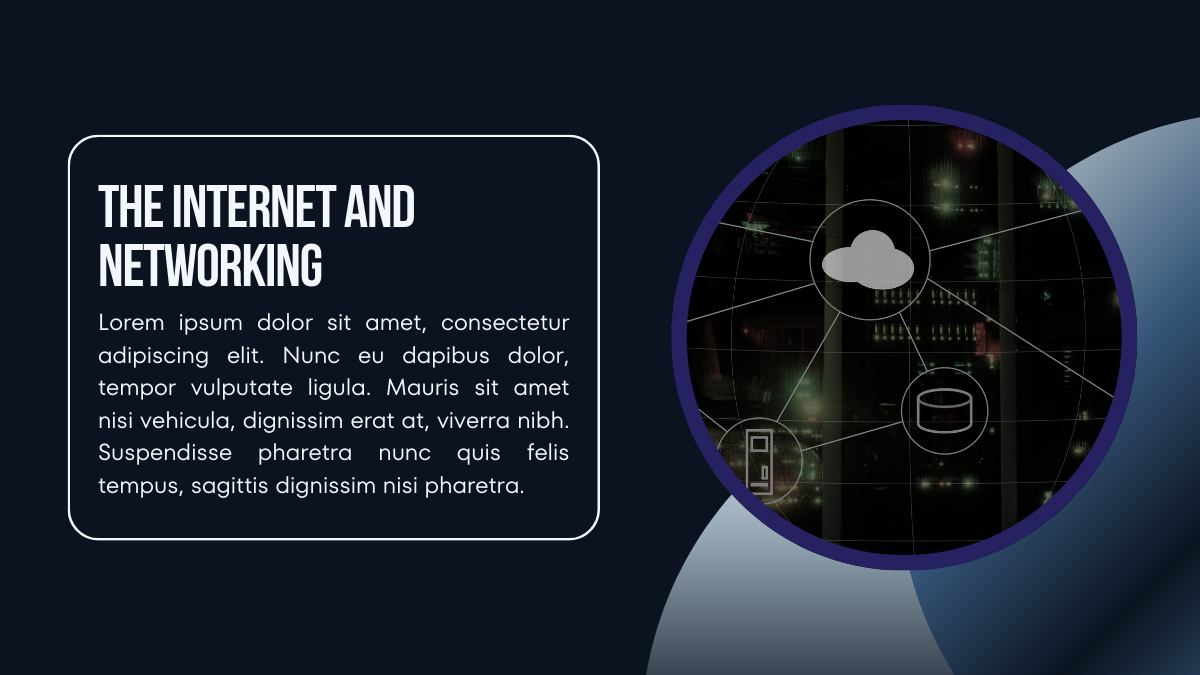 THE INTERNET AND
NETWORKING
Lorem ipsum dolor sit amet, consectetur
adipiscing elit. Nunc eu dapibus dolor,
tempor vulputate ligula. Mauris sit amet
nisi vehicula, dignissim erat at, viverra nibh.
Suspendisse pharetra nunc quis felis
tempus, sagittis dignissim nisi pharetra.